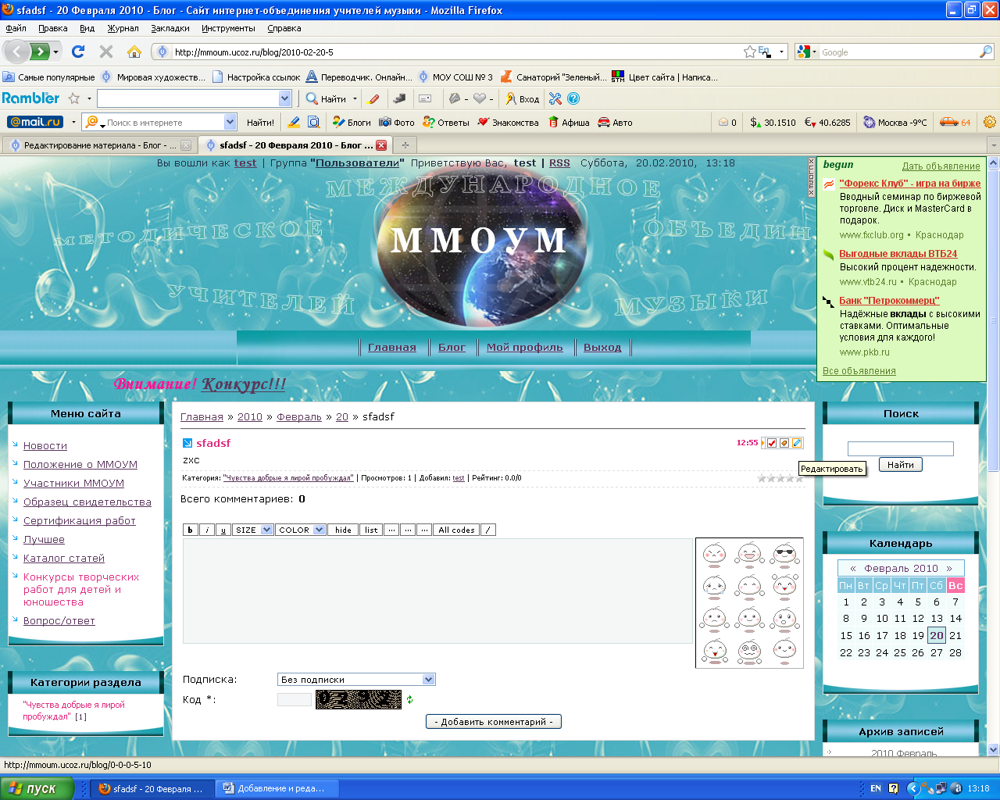 sfadsf - 20 Февраля 2010 - Блог - Сайт интернет-объединения учителей музыки - Mozilla Firefox
Файл Правка Вид Журнал Закладки Инструменты Справка
http://mmoum.ucoz.ru/blog/2010-02-20-5 En Google
Самые популярные Мировая художеств... Настройка ссылок Переводчик. Онлайн... МОУ СОШ № 3 Санаторий "Зеленый... STM Цвет сайта | Написа...
Rambler Найти Вход
@mail.ru Поиск в интернете Найти! Блоги Фото Ответы Знакомства Афиша Авто 0 $ 30.1510 € 40.6285 Москва -9°C 64
Редактирование материала - Блог - ... sfadsf - 20 Февраля 2010 - Блог ...
Вы вошли как test | Группа "Пользователи" Приветствую Вас, test | RSS Суббота, 20.02.2010, 13:18
МЕЖДУНАРОДНОЕ
МЕТОДИЧЕСКОЕ
ММОУМ
ОБЪЕДИН
УЧИТЕЛЕЙ
МУЗЫКИ
begun Дать объявление
"Форекс Клуб" - игра на бирже
Вводный семинар по биржевой
торговле. Диск и MasterCard в
подарок.
www.fxclub.org • Краснодар
Выгодные вклады ВТБ24
Высокий процент надежности.
www.vtb24.ru • Краснодар
Банк "Петрокоммерц"
Надёжные вклады с высокими
ставками. Оптимальные
условия для каждого!
www.pkb.ru
Все объявления
Главная Блог Мой профиль Выход
Внимание! Конкурс!!!
Меню сайта
Новости
Положение о ММОУМ
Участники ММОУМ
Образец свидетельства
Сертификация работ
Лучшее
Каталог статей
Конкурсы творческих
работ для детей и
юношества
Вопрос/ответ
Категории раздела
"Чувства добрые я лирой
пробуждал" [1]
Главная » 2010 » Февраль » 20 » sfadsf
sfadsf 12:55
zxc
Редактировать
Категория: "Чувства добрые я лирой пробуждал" | Просмотров: 1 | Добавил: test | Рейтинг: 0.0/0
Всего комментариев: 0
b i u SIZE COLOR hide list ... ... ... All codes /
Подписка: Без подписки
Код *:
- Добавить комментарий -
Поиск
Найти
Календарь
« Февраль 2010 »
Пн Вт Ср Чт Пт Сб Вс
1 2 3 4 5 6 7
8 9 10 11 12 13 14
15 16 17 18 19 20 21
22 23 24 25 26 27 28
Архив записей
2010 Февраль
http://mmoum.ucoz.ru/blog/0-0-0-5-10
пуск sfadsf - 20 Февраля ... Добавление и реда... EN 13:18